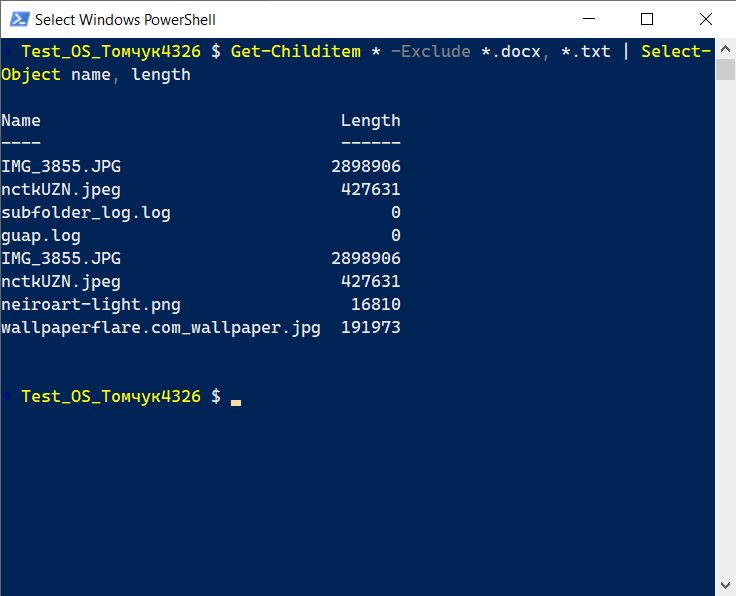 Select Windows PowerShell
→ Test_OS_Томчук4326 $ Get-Childitem * -Exclude *.docx, *.txt | Select-
Object name, length
Name Length
---- ------
IMG_3855.JPG 2898906
nctkUZN.jpeg 427631
subfolder_log.log 0
guap.log 0
IMG_3855.JPG 2898906
nctkUZN.jpeg 427631
neiroart-light.png 16810
wallpaperflare.com_wallpaper.jpg 191973
→ Test_OS_Томчук4326 $